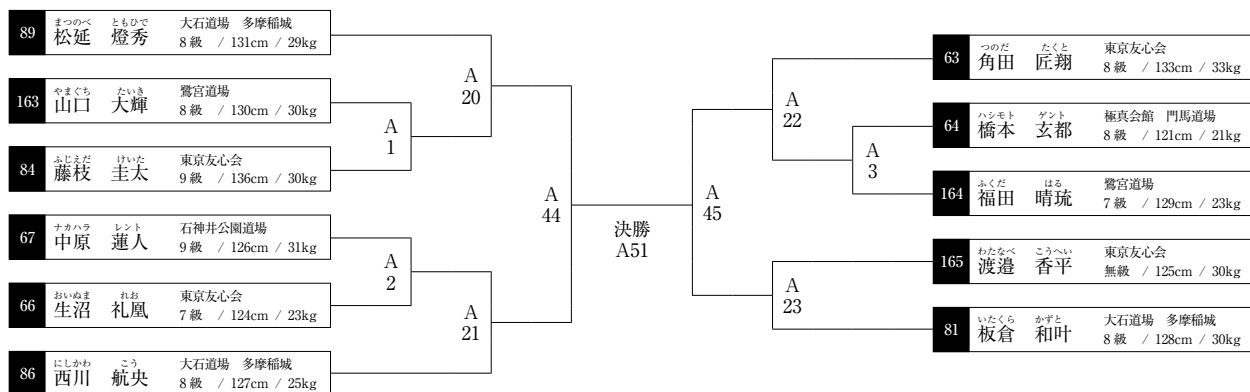 89
まつのべ ともひで
松延 燈秀
大石道場 多摩稲城
8級 / 131cm / 29kg
163
やまぐち たいき
山口 大輝
鷺宮道場
8級 / 130cm / 30kg
84
ふじえだ けいた
藤枝 圭太
東京友心会
9級 / 136cm / 30kg
67
ナカハラ レント
中原 蓮人
石神井公園道場
9級 / 126cm / 31kg
66
おいぬま れお
生沼 礼凰
東京友心会
7級 / 124cm / 23kg
86
にしかわ こう
西川 航央
大石道場 多摩稲城
8級 / 127cm / 25kg
A
20
A
1
A
2
A
21
A
44
決勝
A51
A
45
A
22
A
3
A
23
63
つのだ たくと
角田 匠翔
東京友心会
8級 / 133cm / 33kg
64
ハシモト ゲント
橋本 玄都
極真会館 門馬道場
8級 / 121cm / 21kg
164
ふくだ はる
福田 晴琉
鷺宮道場
7級 / 129cm / 23kg
165
わたなべ こうへい
渡邉 香平
東京友心会
無級 / 125cm / 30kg
81
いたくら かずと
板倉 和叶
大石道場 多摩稲城
8級 / 128cm / 30kg